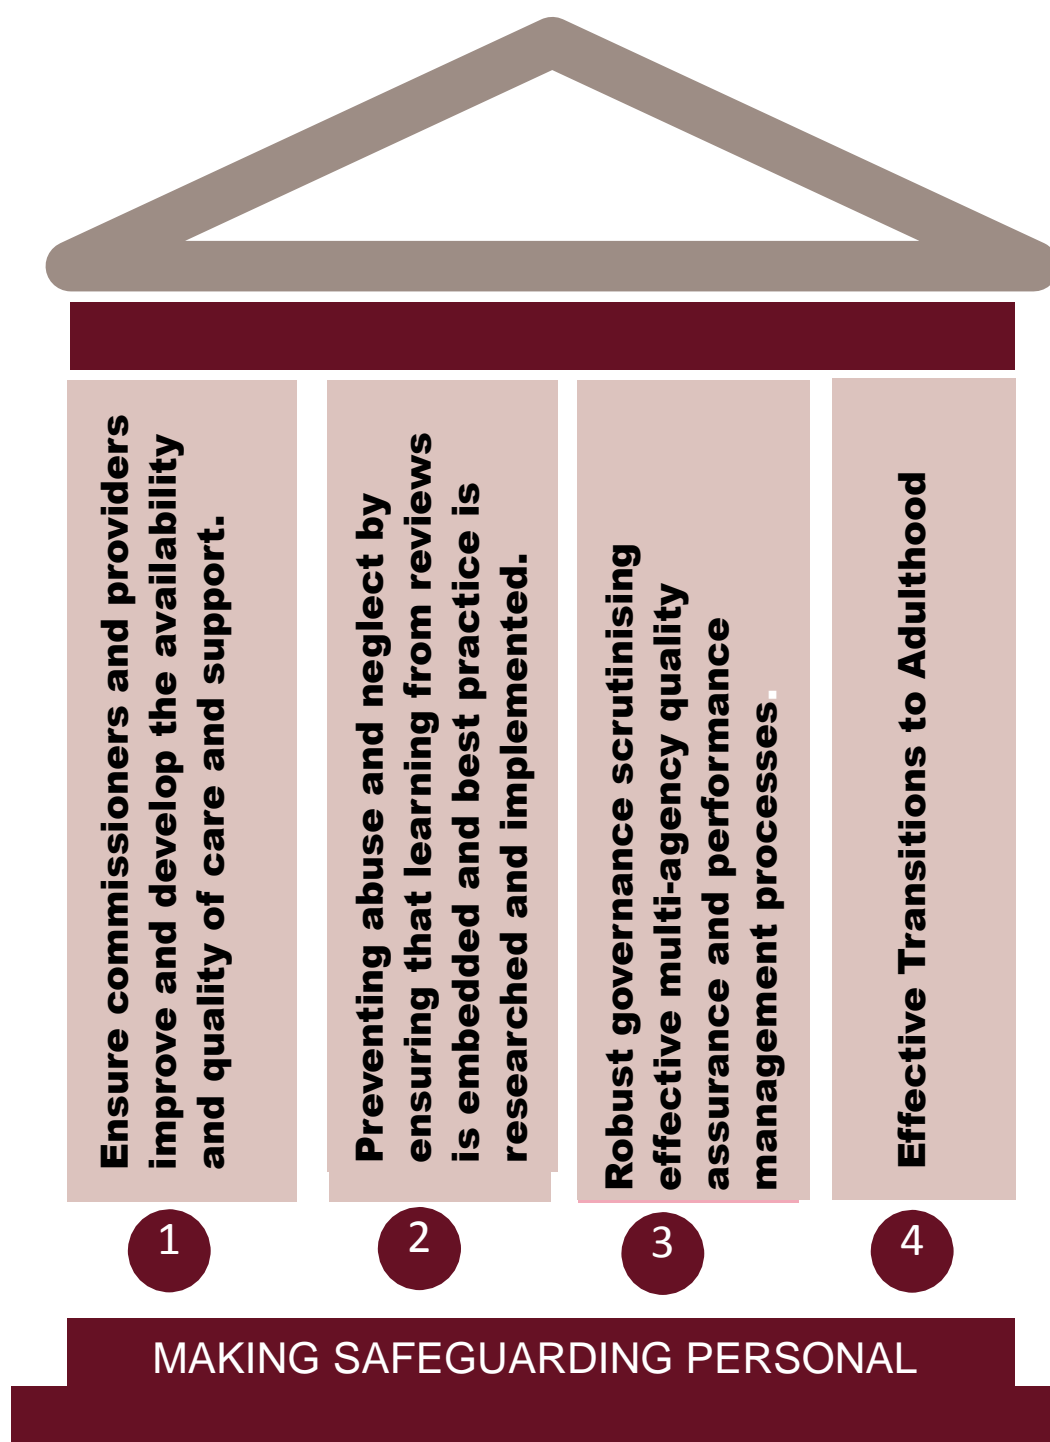 Ensure commissioners and providers
improve and develop the availability
and quality of care and support.
Preventing abuse and neglect by
ensuring that learning from reviews
is embedded and best practice is
researched and implemented.
Robust governance scrutinising
effective multi-agency quality
assurance and performance
management processes.
Effective Transitions to Adulthood
1
2
3
4
MAKING SAFEGUARDING PERSONAL